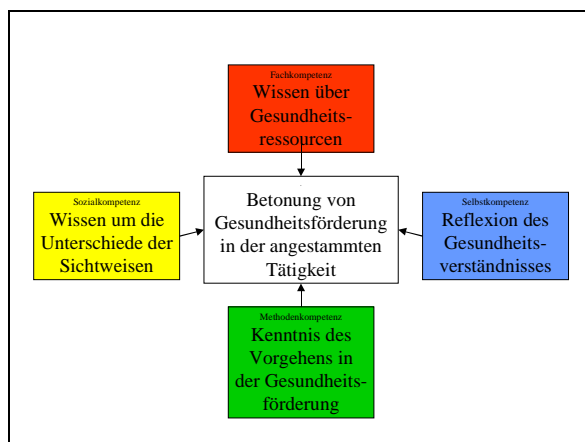 Fachkompetenz
Wissen über
Gesundheits-
ressourcen
Sozialkompetenz
Wissen um die
Unterschiede der
Sichtweisen
Betonung von
Gesundheitsförderung
in der angestammten
Tätigkeit
Selbstkompetenz
Reflexion des
Gesundheits-
verständnisses
Methodenkompetenz
Kenntnis des
Vorgehens in
der Gesundheits-
förderung